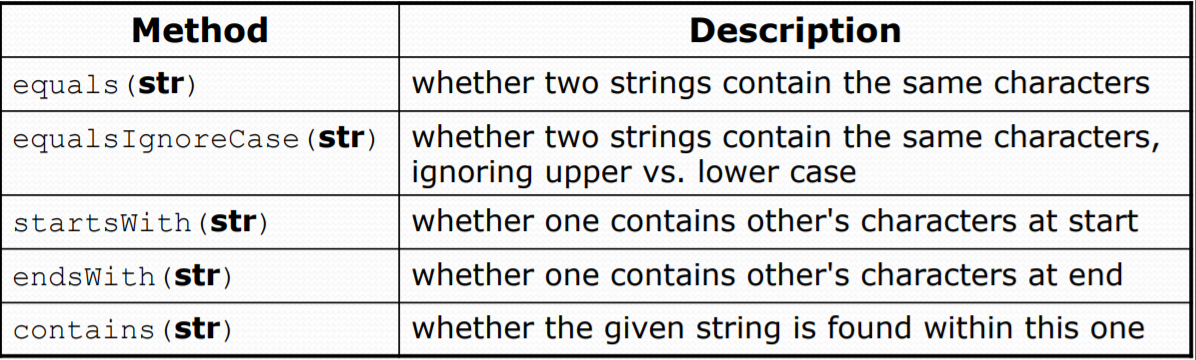 Method Description
equals(str) whether two strings contain the same characters
equalsIgnoreCase(str) whether two strings contain the same characters,
ignoring upper vs. lower case
startsWith(str) whether one contains other's characters at start
endsWith(str) whether one contains other's characters at end
contains(str) whether the given string is found within this one